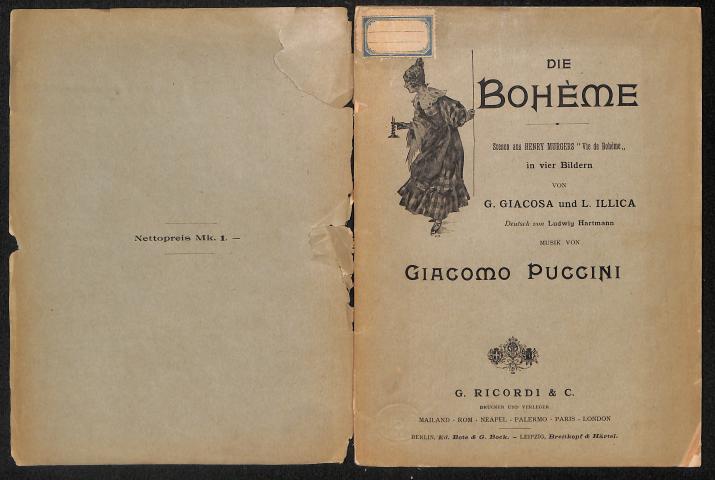 Nettopreis Mk. 1. —
DIE
BOHÈME
Scenen aus HENRY MURGERS "Vie de Bohème„
in vier Bildern
VON
G. GIACOSA und L. ILLICA
Deutsch von Ludwig Hartmann
MUSIK VON
GIACOMO PUCCINI
G. RICORDI & C.
DRUCKER UND VERLEGER
MAILAND - ROM - NEAPEL - PALERMO - PARIS - LONDON
BERLIN, Ed. Bote & G. Bock. — LEIPZIG, Breitkopf & Härtel.